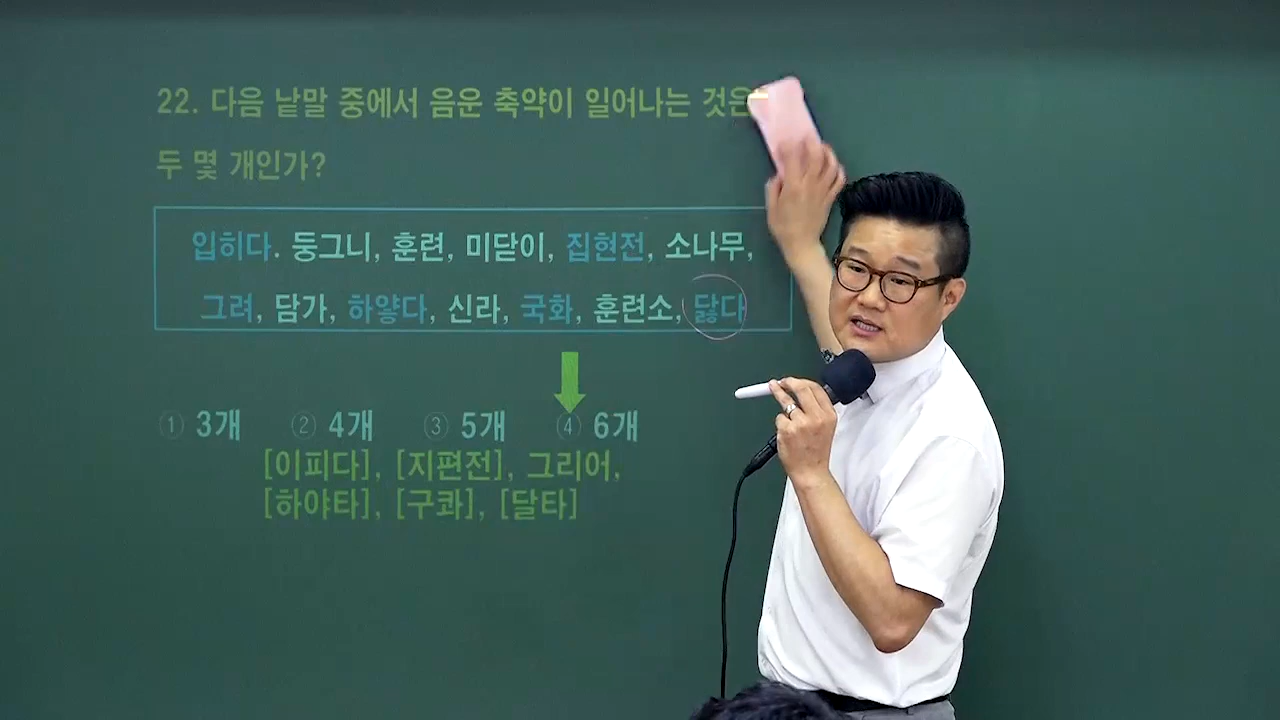 22. 다음 낱말 중에서 음운 축약이 일어나는 것은
두 몇 개인가?
입히다. 둥그니, 훈련, 미닫이, 집현전, 소나무,
그려, 담가, 하얗다, 신라, 국화, 훈련소, 닳다
① 3개 ② 4개 ③ 5개 ④ 6개
[이피다], [지편전], 그리어,
[하야타], [구콰], [달타]